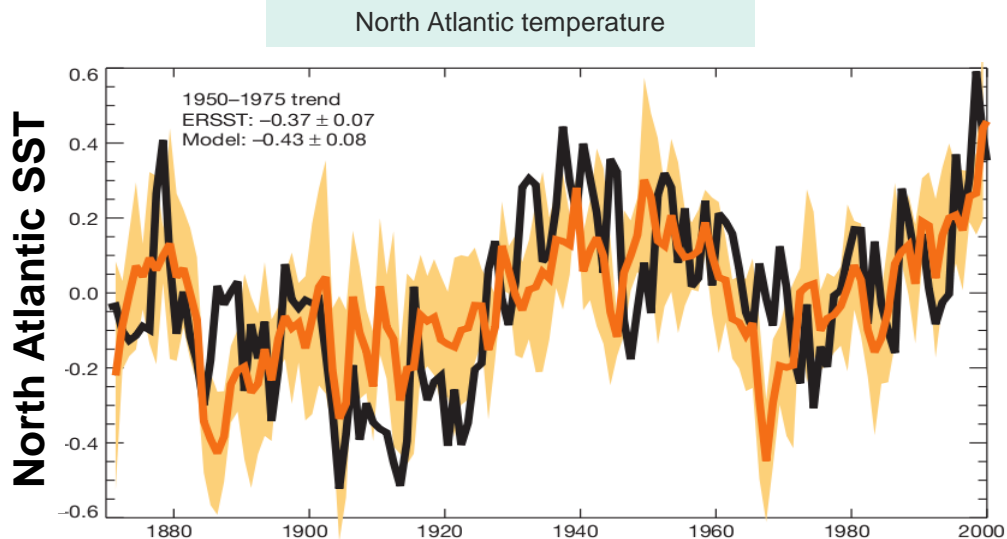 North Atlantic temperature
North Atlantic SST
0.6
0.4
0.2
0.0
-0.2
-0.4
-0.6
1950–1975 trend
ERSST: –0.37 ± 0.07
Model: –0.43 ± 0.08
1880 1900 1920 1940 1960 1980 2000